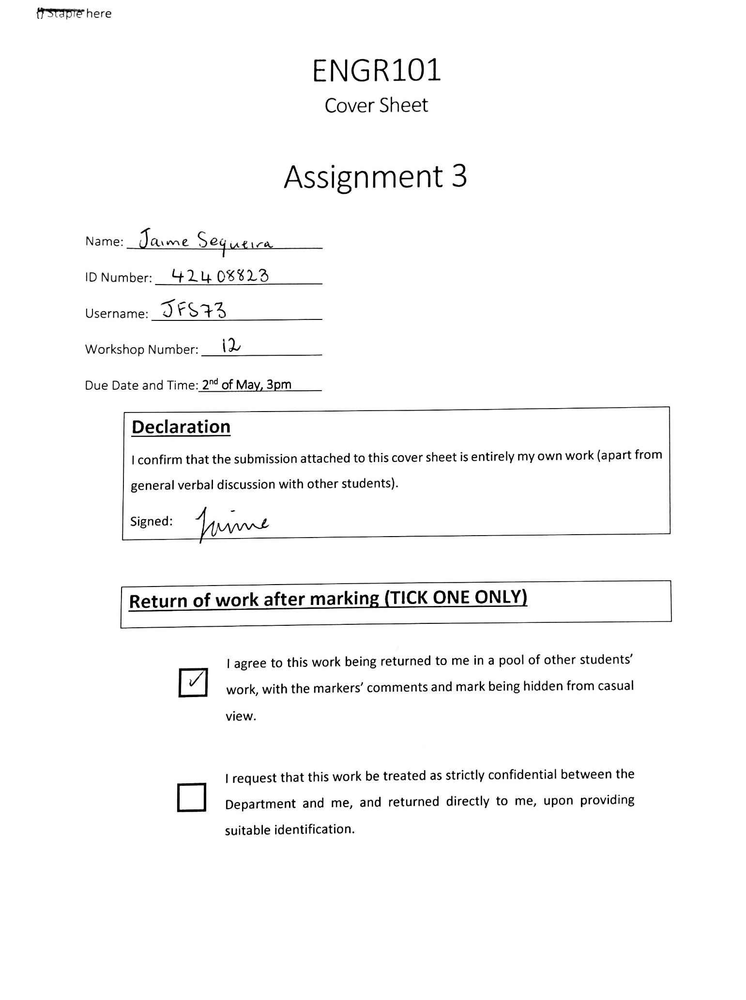 Staple here
ENGR101
Cover Sheet
Assignment 3
Name: Jaime Sequeira
ID Number: 42408823
Username: JFS73
Workshop Number: 12
Due Date and Time: 2nd of May, 3pm
Declaration
I confirm that the submission attached to this cover sheet is entirely my own work (apart from
general verbal discussion with other students).
Signed: Jaime
Return of work after marking (TICK ONE ONLY)
I agree to this work being returned to me in a pool of other students’
work, with the markers’ comments and mark being hidden from casual
view.
I request that this work be treated as strictly confidential between the
Department and me, and returned directly to me, upon providing
suitable identification.